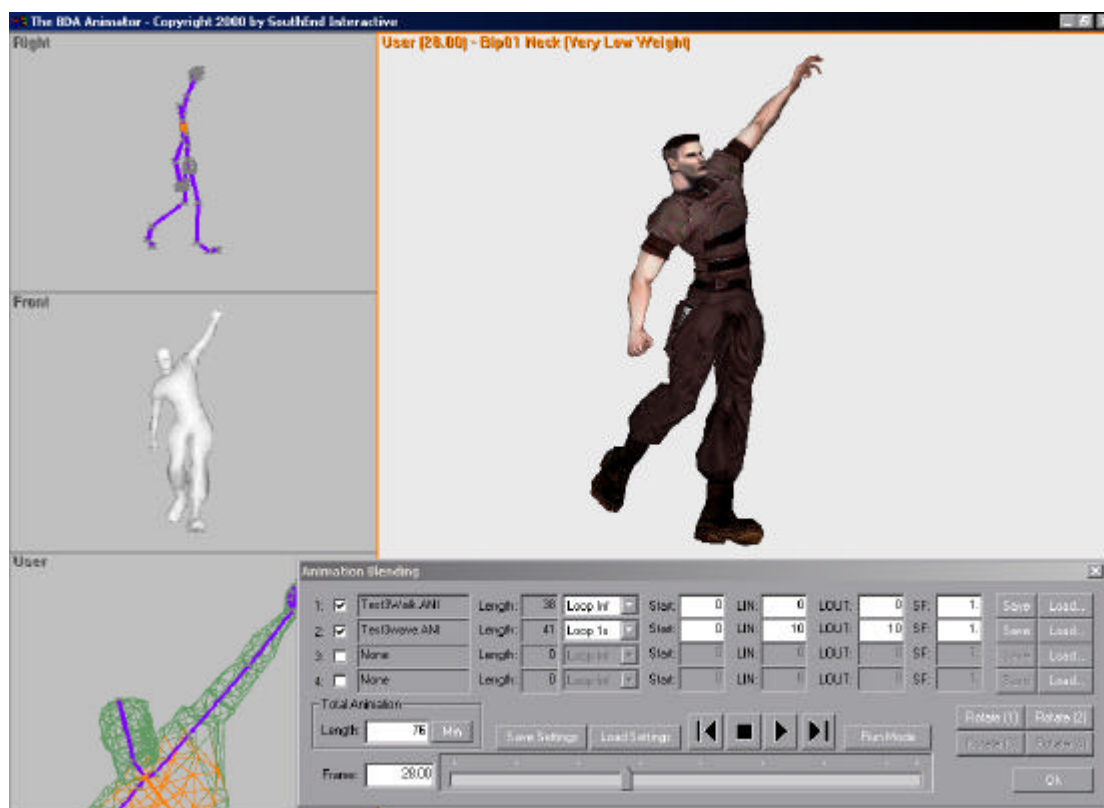 The BDA Animator - Copyright 2000 by SouthEnd Interactive
Right
User (28.00) - Bip01 Neck (Very Low Weight)
Front
User
Animation Blending
1: Test3Walk.ANI Length: 38 Loop Inf Start: 0 LIN: 0 LOUT: 0 SF: 1. Save Load...
2: Test3wave.ANI Length: 41 Loop 1x Start: 0 LIN: 10 LOUT: 10 SF: 1. Save Load...
3: None Length: 0 Loop Inf Start: 0 LIN: 0 LOUT: 0 SF: 1. Save Load...
4: None Length: 0 Loop Inf Start: 0 LIN: 0 LOUT: 0 SF: 1. Save Load...
Total Animation
Length: 76 Min Save Settings Load Settings Run Mode Rotate (1) Rotate (2)
Frame: 28.00 Ok